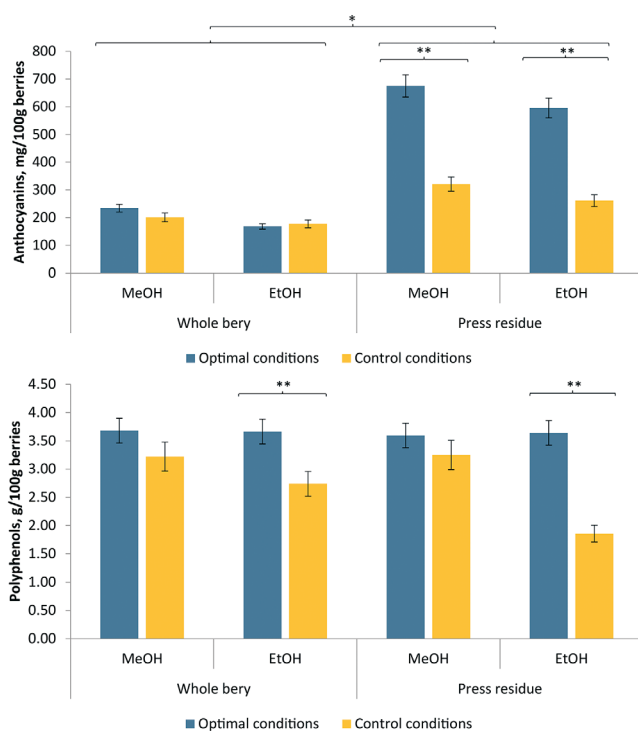 *
** **
800
700
600
500
400
300
200
100
0
Anthocyanins, mg/100g berries
MeOH EtOH MeOH EtOH
Whole bery Press residue
Optimal conditions Control conditions
** **
4.50
4.00
3.50
3.00
2.50
2.00
1.50
1.00
0.50
0.00
Polyphenols, g/100g berries
MeOH EtOH MeOH EtOH
Whole bery Press residue
Optimal conditions Control conditions